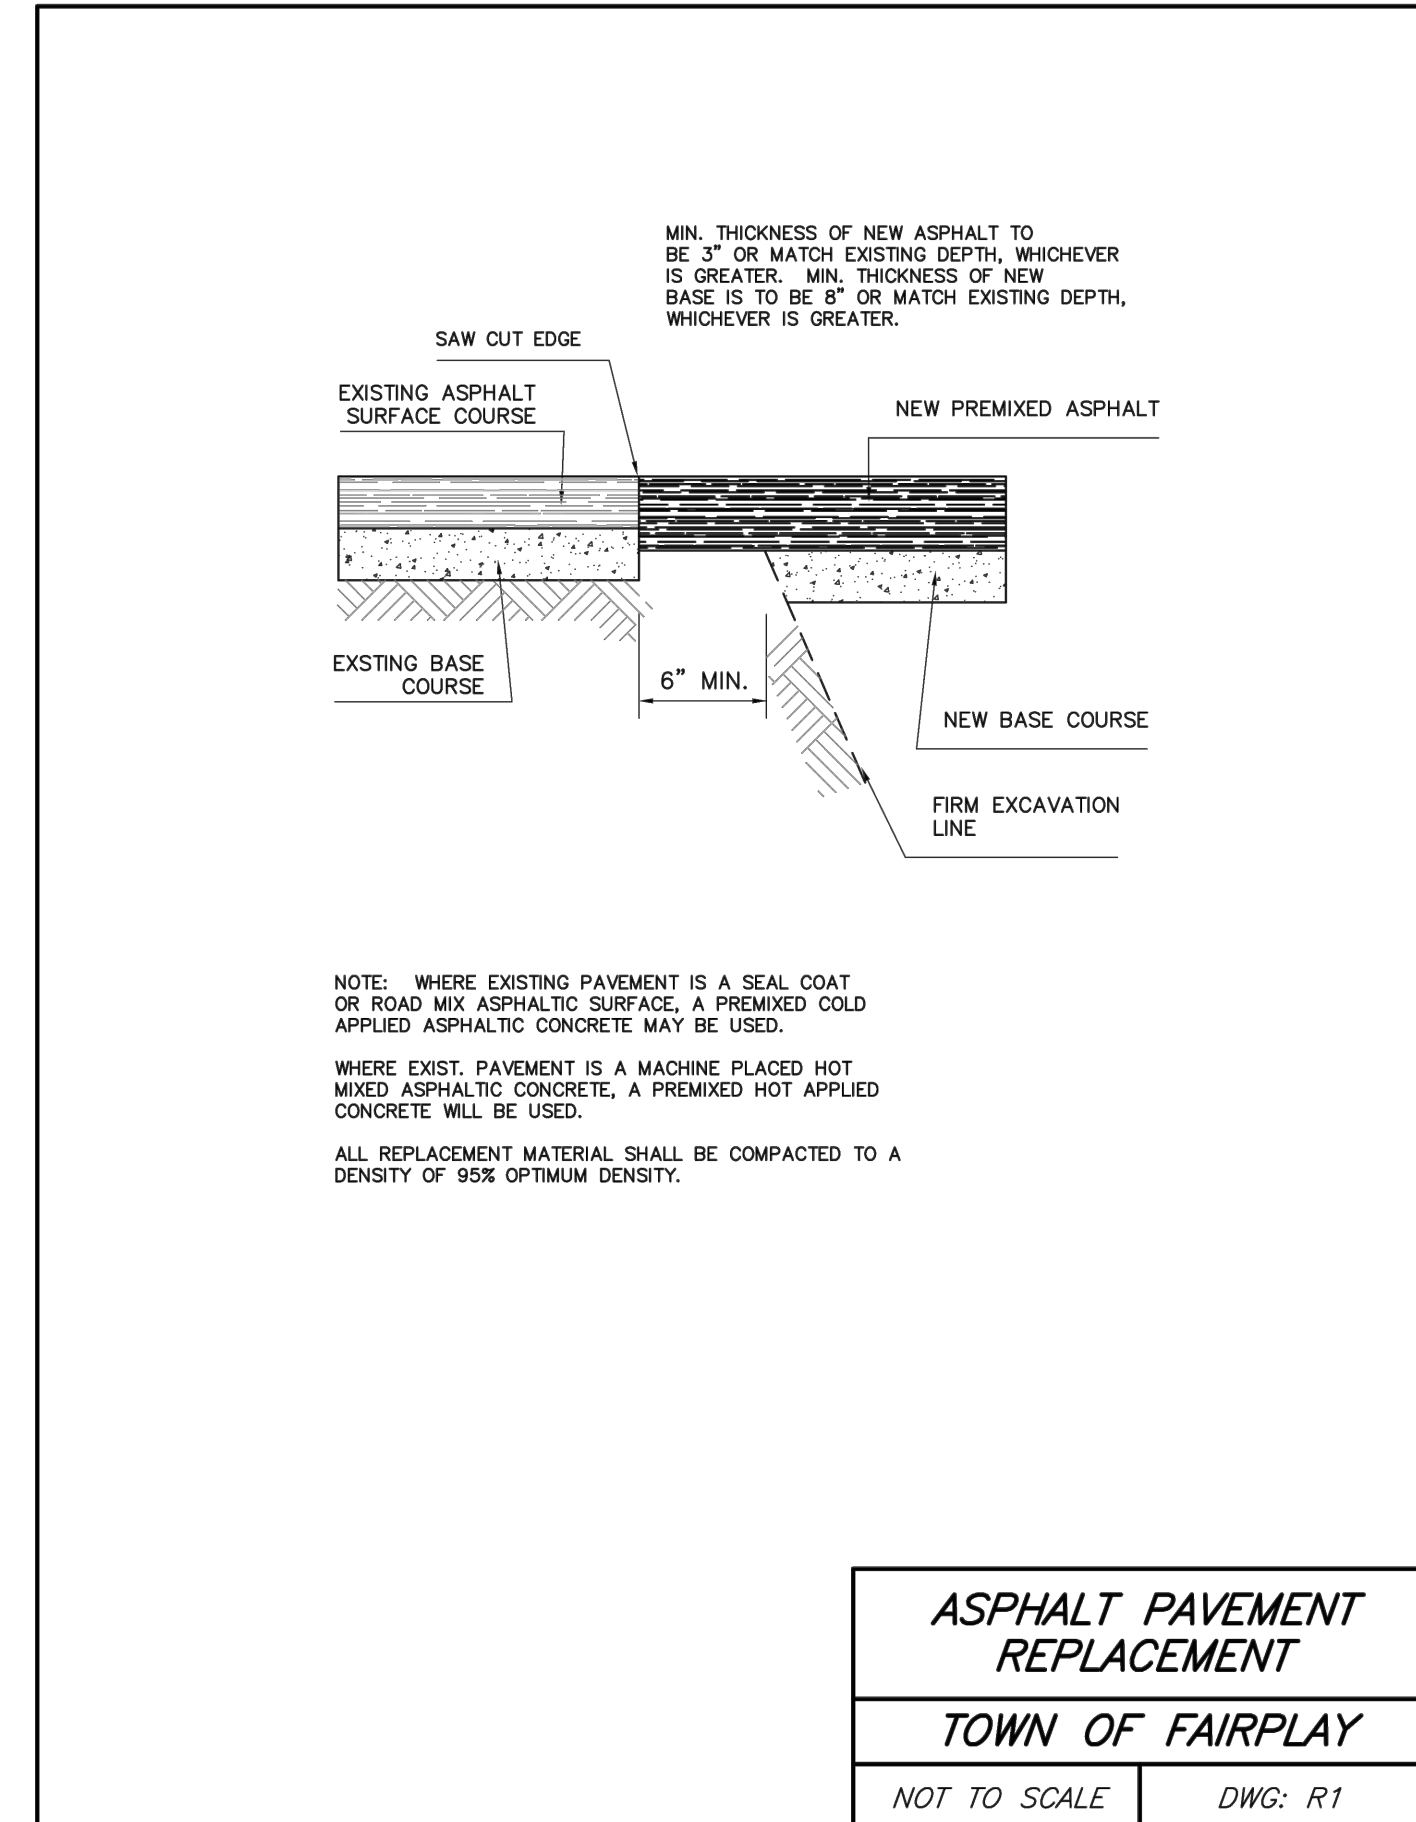 MIN. THICKNESS OF NEW ASPHALT TO
BE 3" OR MATCH EXISTING DEPTH, WHICHEVER
IS GREATER. MIN. THICKNESS OF NEW
BASE IS TO BE 8" OR MATCH EXISTING DEPTH,
WHICHEVER IS GREATER.
SAW CUT EDGE
EXISTING ASPHALT
SURFACE COURSE
NEW PREMIXED ASPHALT
EXSTING BASE
COURSE
6" MIN.
NEW BASE COURSE
FIRM EXCAVATION
LINE
NOTE: WHERE EXISTING PAVEMENT IS A SEAL COAT
OR ROAD MIX ASPHALTIC SURFACE, A PREMIXED COLD
APPLIED ASPHALTIC CONCRETE MAY BE USED.
WHERE EXIST. PAVEMENT IS A MACHINE PLACED HOT
MIXED ASPHALTIC CONCRETE, A PREMIXED HOT APPLIED
CONCRETE WILL BE USED.
ALL REPLACEMENT MATERIAL SHALL BE COMPACTED TO A
DENSITY OF 95% OPTIMUM DENSITY.
ASPHALT PAVEMENT
REPLACEMENT
TOWN OF FAIRPLAY
NOT TO SCALE
DWG: R1